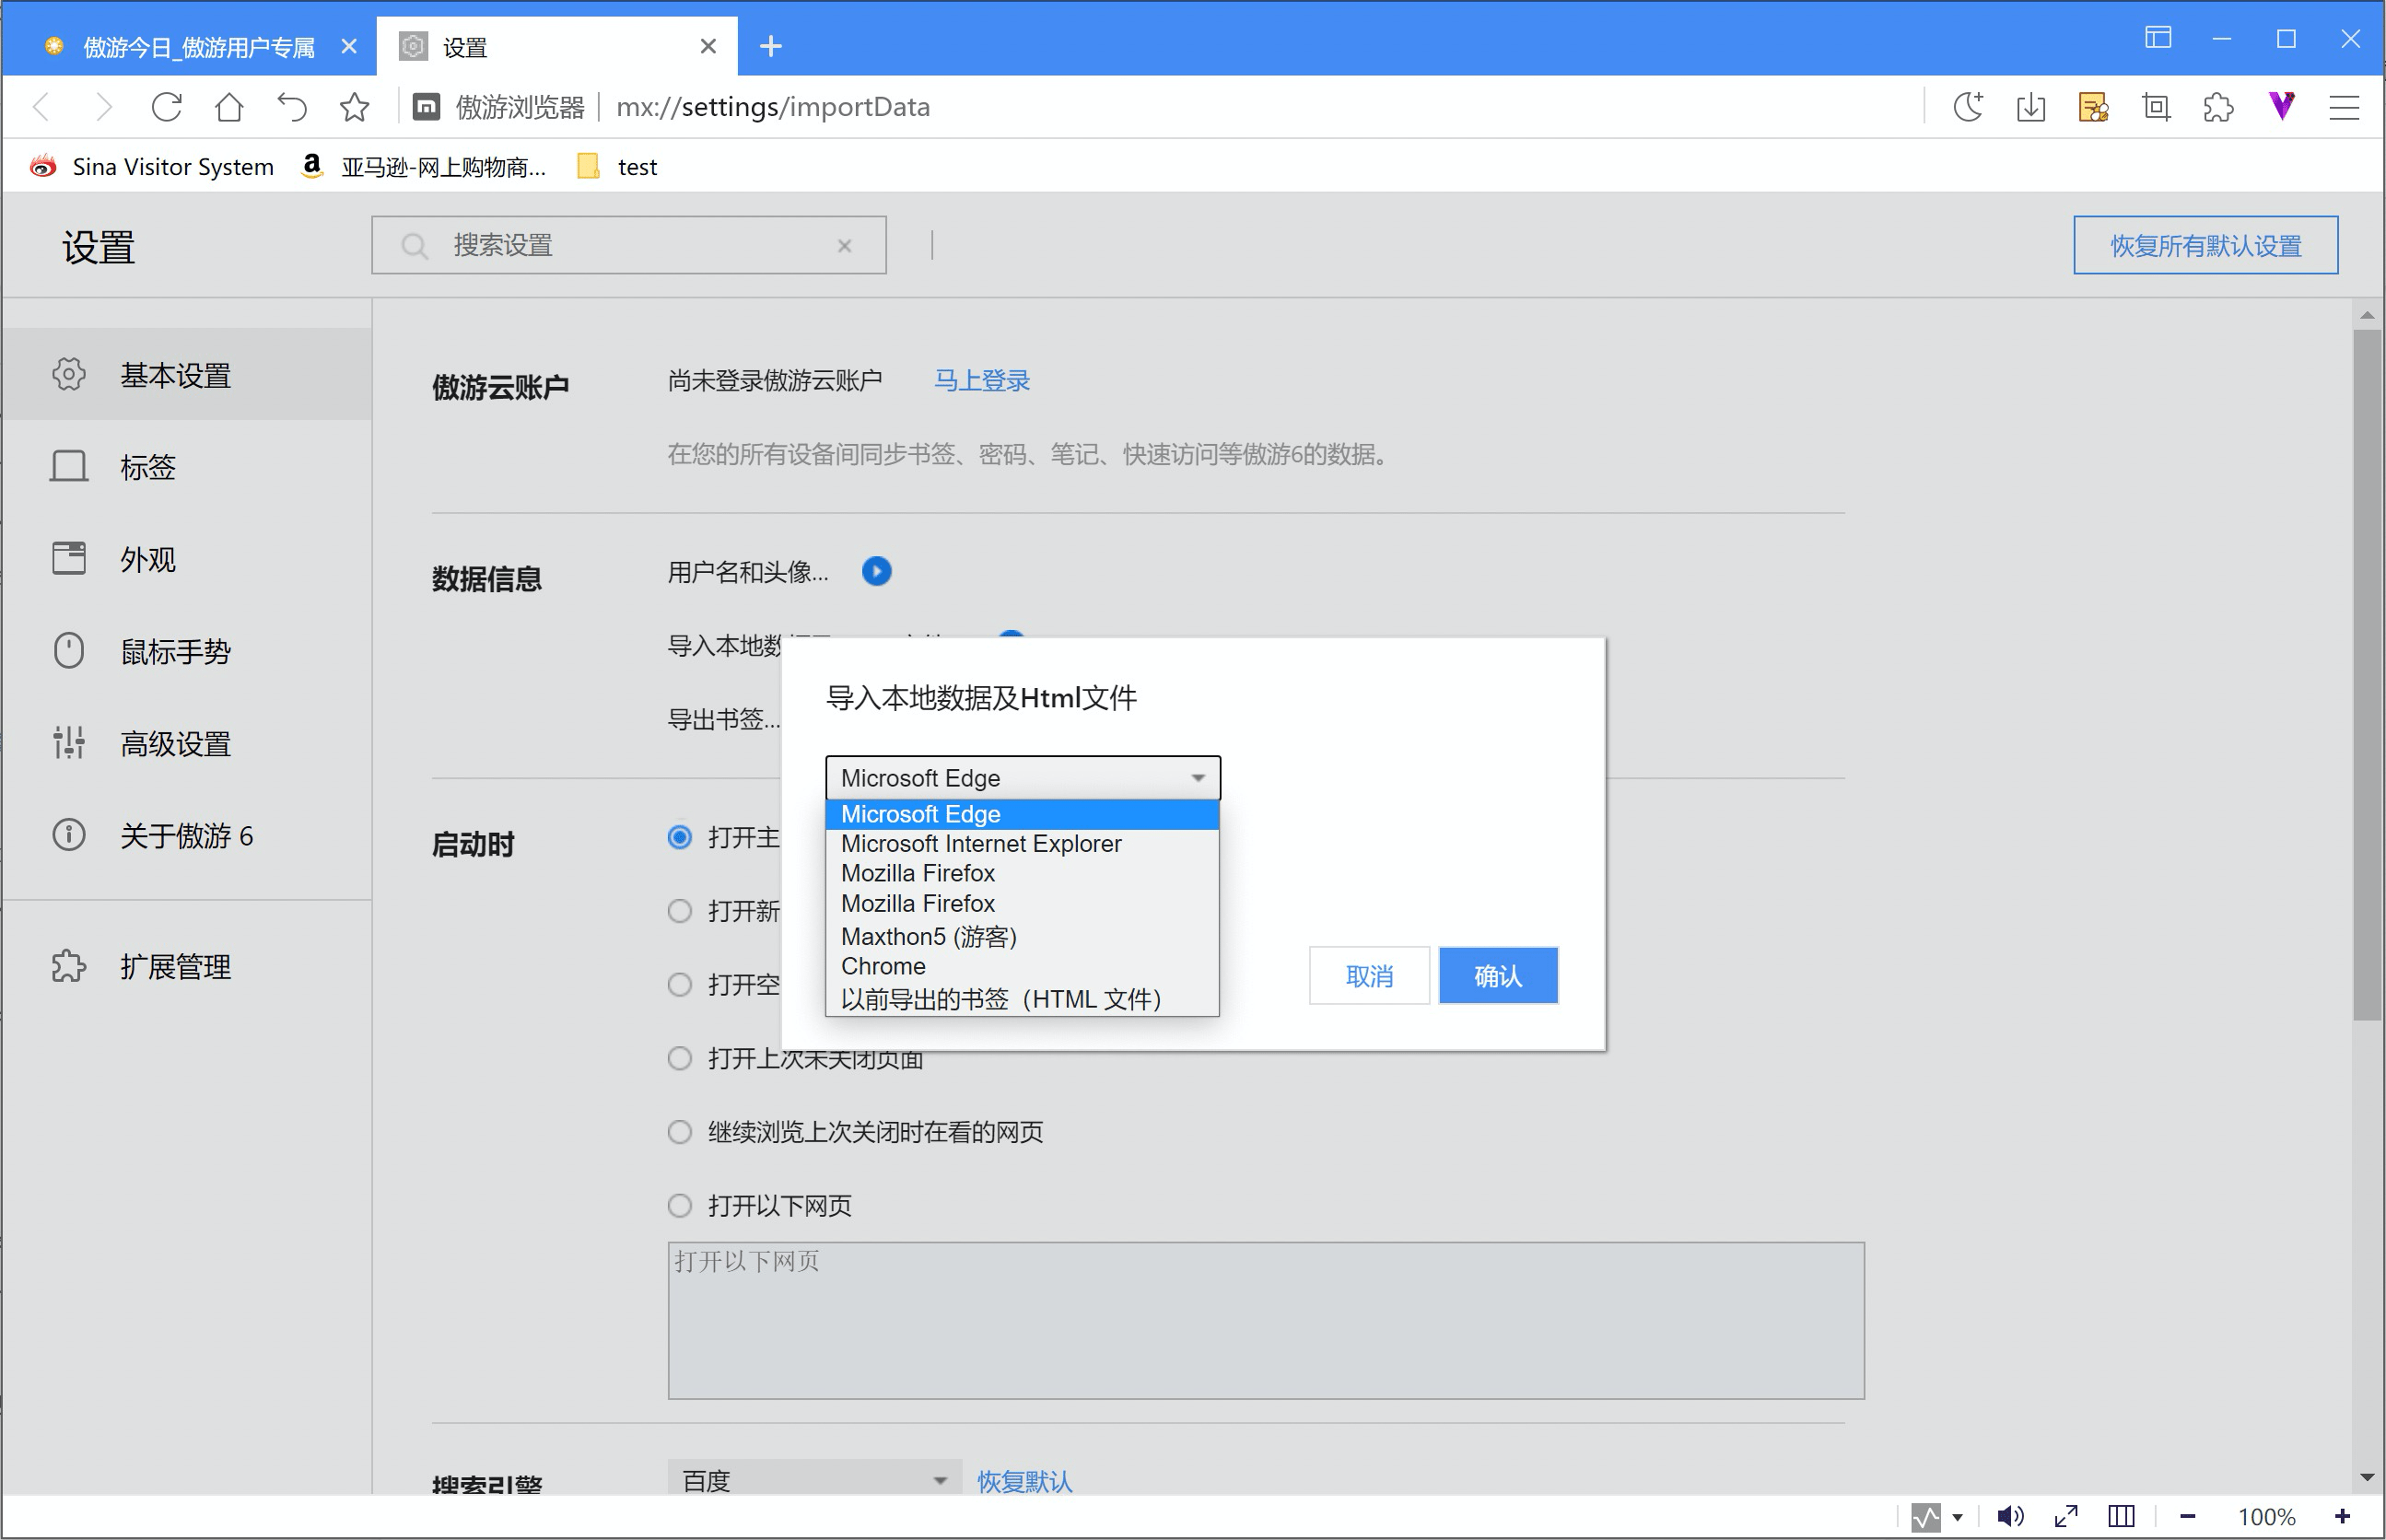 傲游今日_傲游用户专属
设置
傲游浏览器
mx://settings/importData
Sina Visitor System
亚马逊-网上购物商...
test
设置
搜索设置
恢复所有默认设置
基本设置
标签
外观
鼠标手势
高级设置
关于傲游 6
扩展管理
傲游云账户
尚未登录傲游云账户
马上登录
在您的所有设备间同步书签、密码、笔记、快速访问等傲游6的数据。
数据信息
用户名和头像...
导入本地数
导出书签...
导入本地数据及Html文件
Microsoft Edge
Microsoft Edge
Microsoft Internet Explorer
Mozilla Firefox
Mozilla Firefox
Maxthon5 (游客)
Chrome
以前导出的书签（HTML 文件）
取消
确认
启动时
打开主
打开新
打开空
打开上次未关闭页面
继续浏览上次关闭时在看的网页
打开以下网页
打开以下网页
搜索引擎
百度
恢复默认
100%